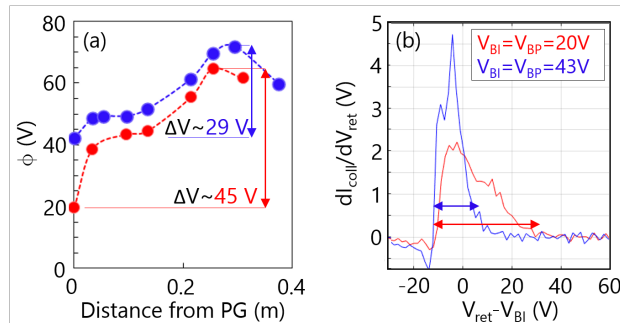 (a)
80
60
40
20
0
ϕ
(V)
ΔV~29 V
ΔV~45 V
0
0.2
0.4
Distance from PG (m)
(b)
V_BI=V_BP=20V
V_BI=V_BP=43V
5
4
3
2
1
0
dI_coll/dV_ret (V)
-20
0
20
40
60
V_ret-V_BI (V)